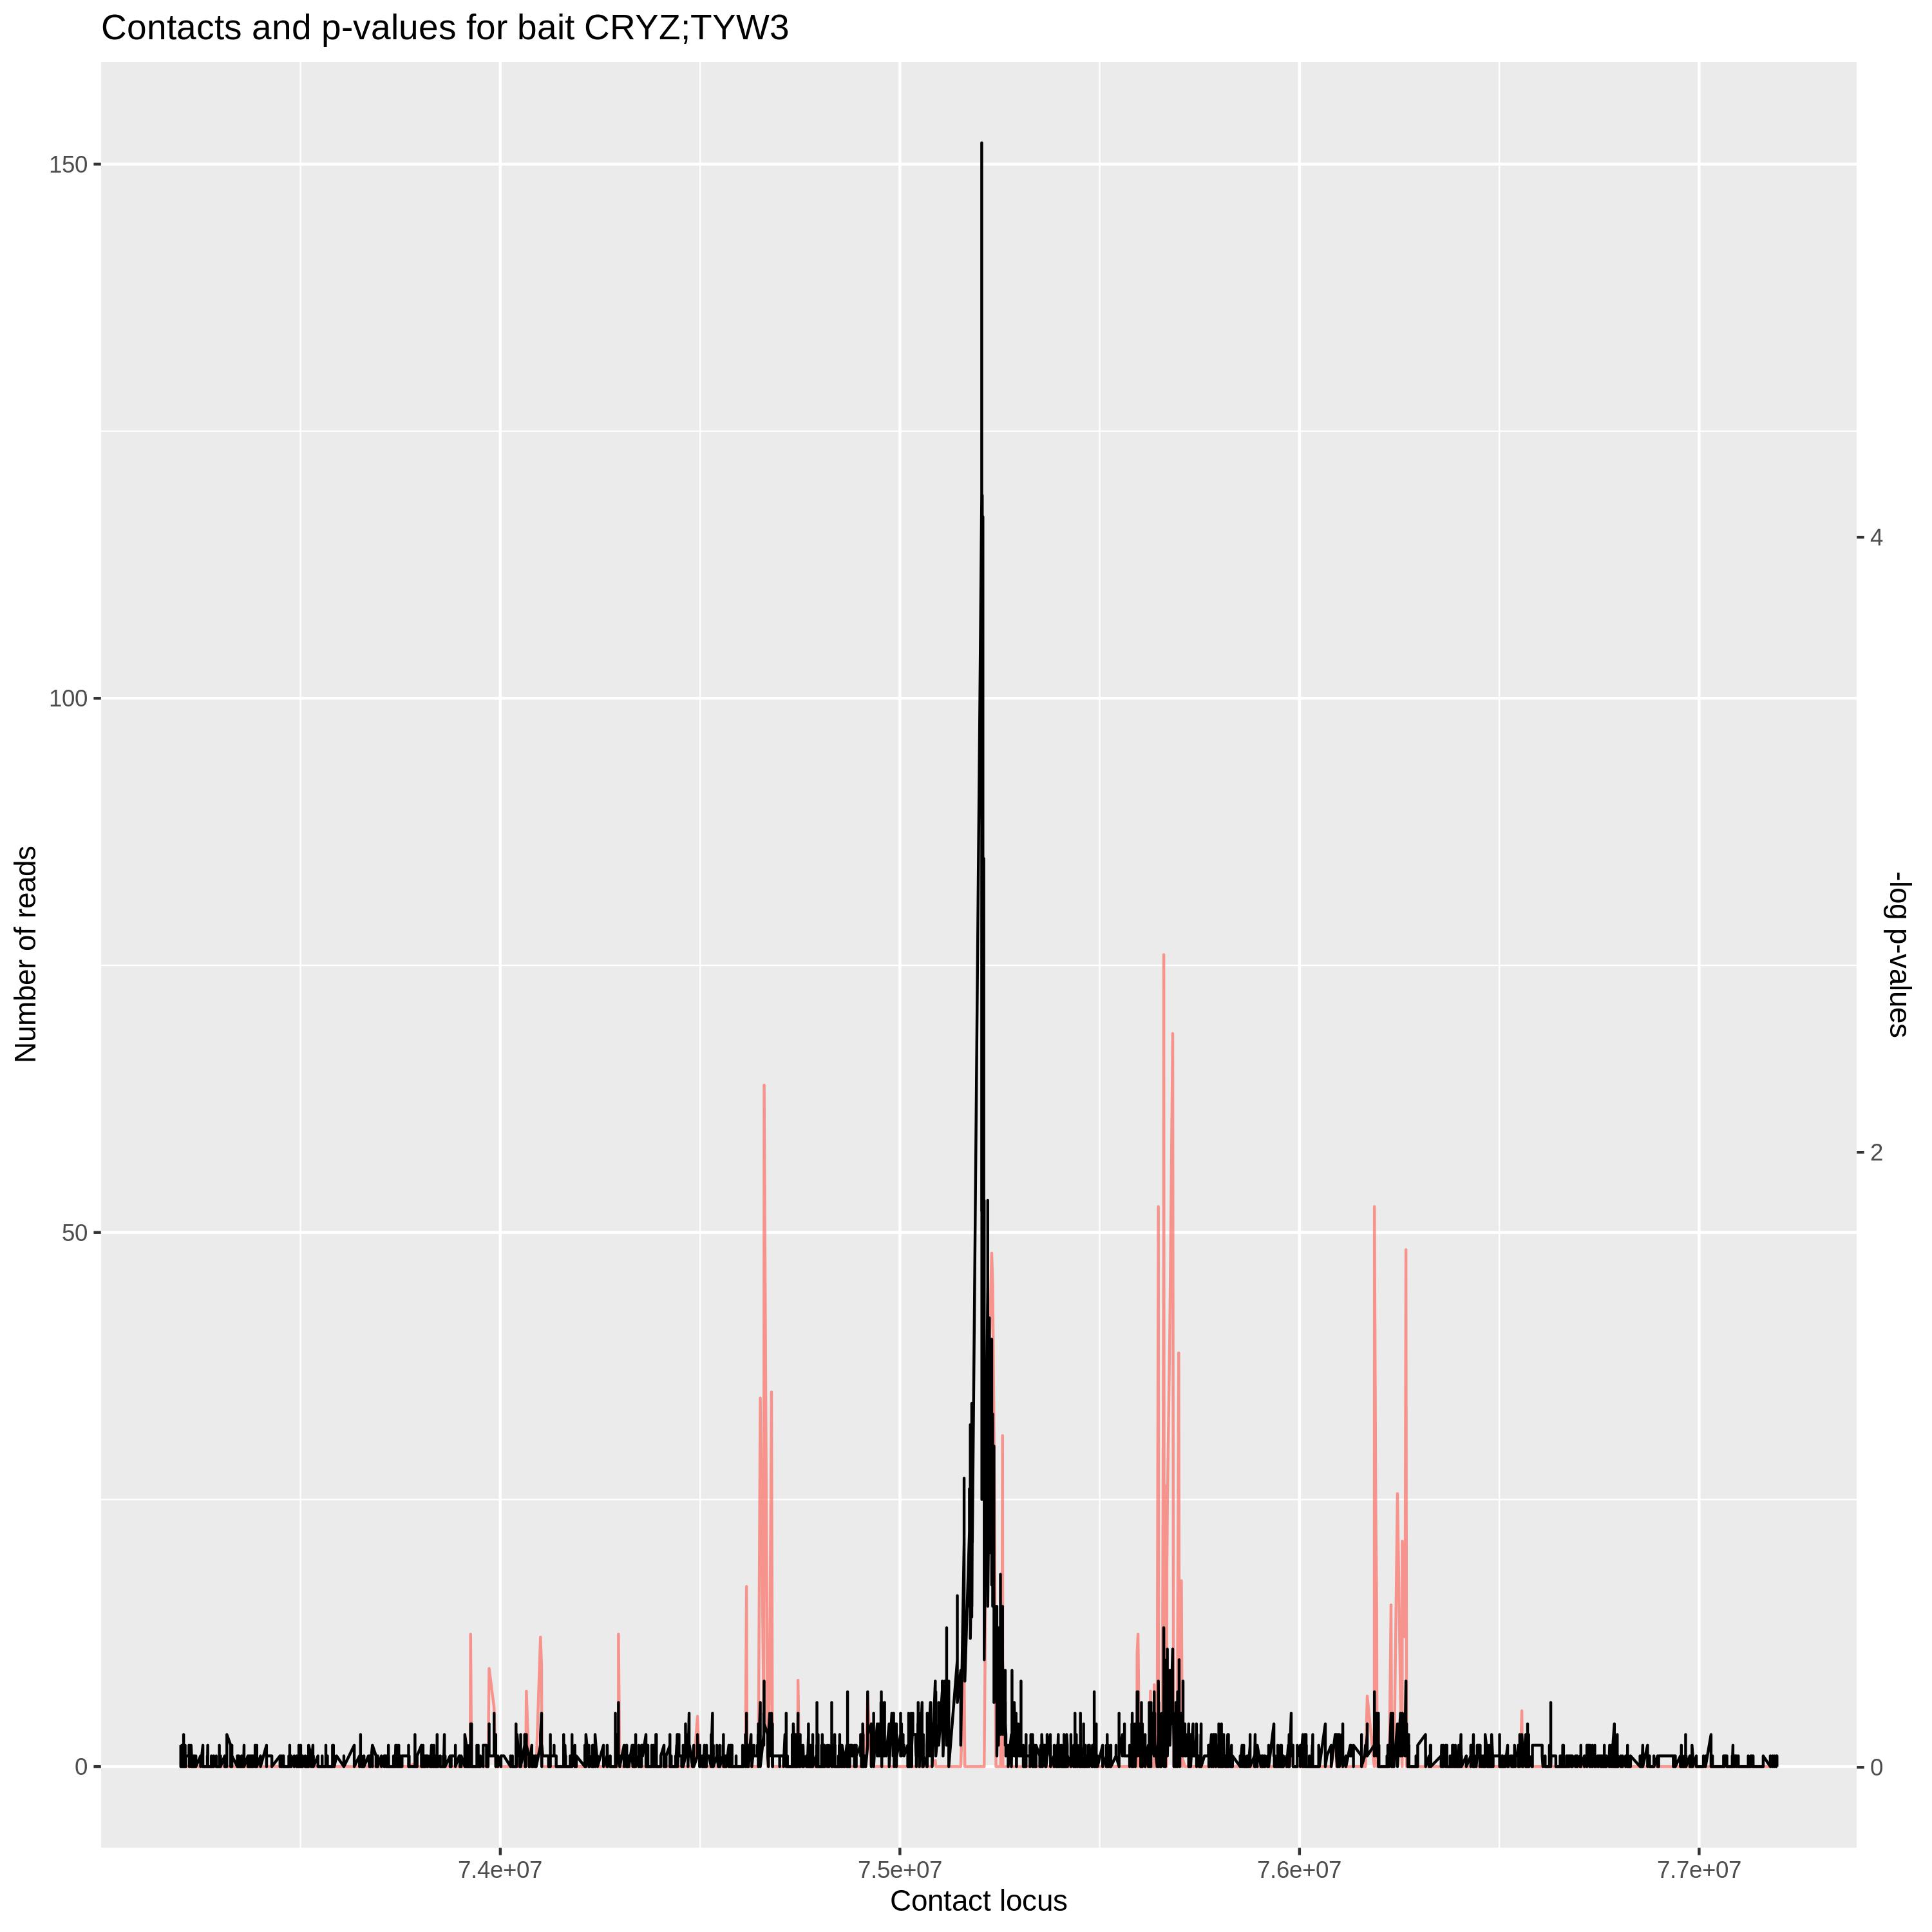 Contacts and p-values for bait CRYZ;TYW3
150
100
50
0
Number of reads
4
2
0
-log p-values
7.4e+07
7.5e+07
7.6e+07
7.7e+07
Contact locus